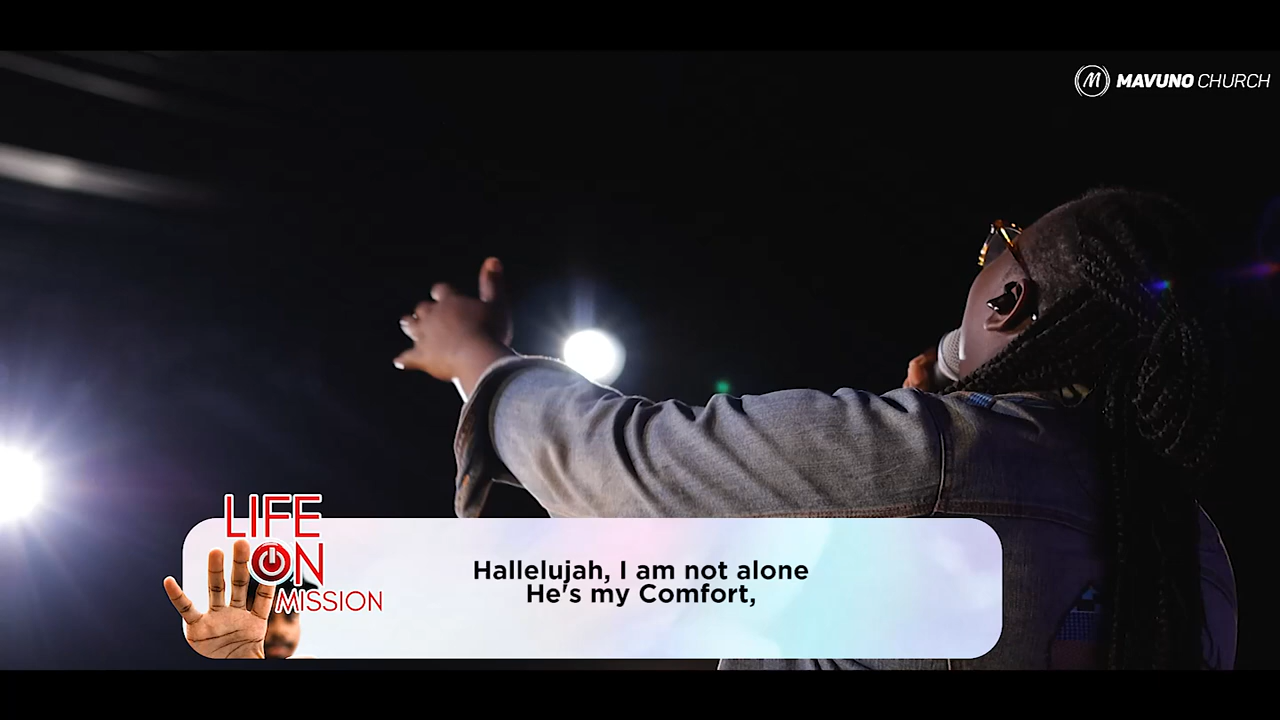 MAVUNO CHURCH
LIFE
ON
MISSION
Hallelujah, I am not alone
He's my Comfort,